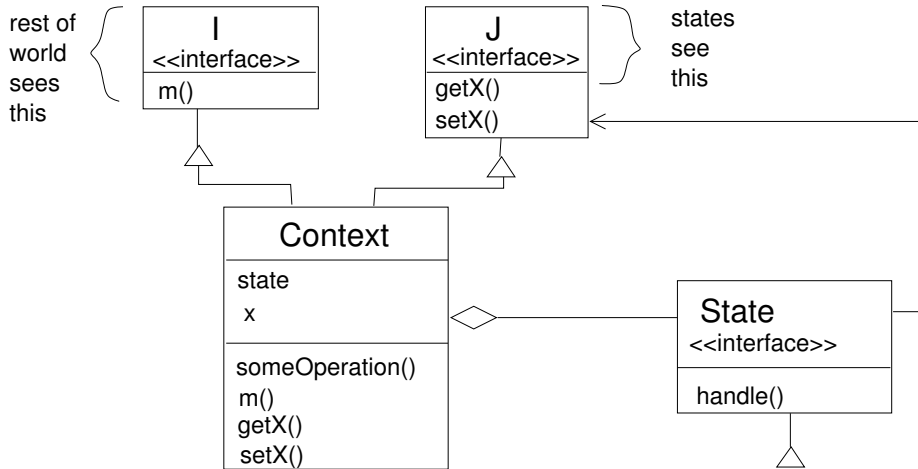 rest of
world
sees
this
I
<<interface>>
m()
J
<<interface>>
getX()
setX()
states
see
this
Context
state
x
someOperation()
m()
getX()
setX()
State
<<interface>>
handle()